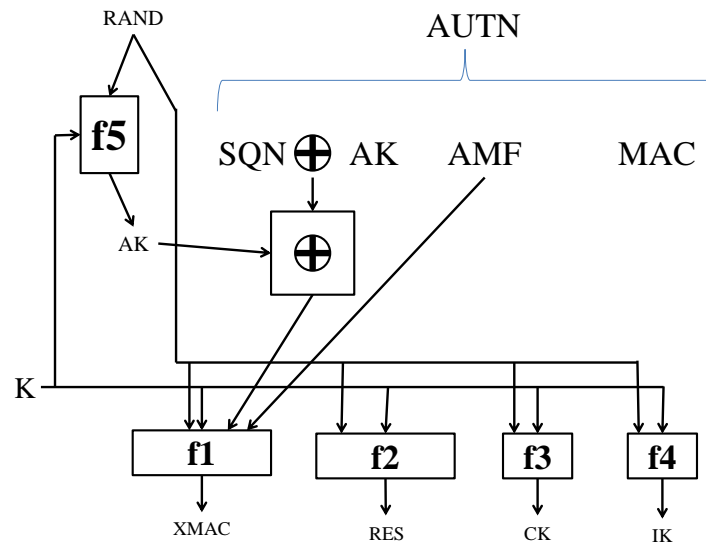 RAND
AUTN
f5
SQN ⊕ AK AMF MAC
AK
⊕
K
f1 f2 f3 f4
XMAC RES CK IK